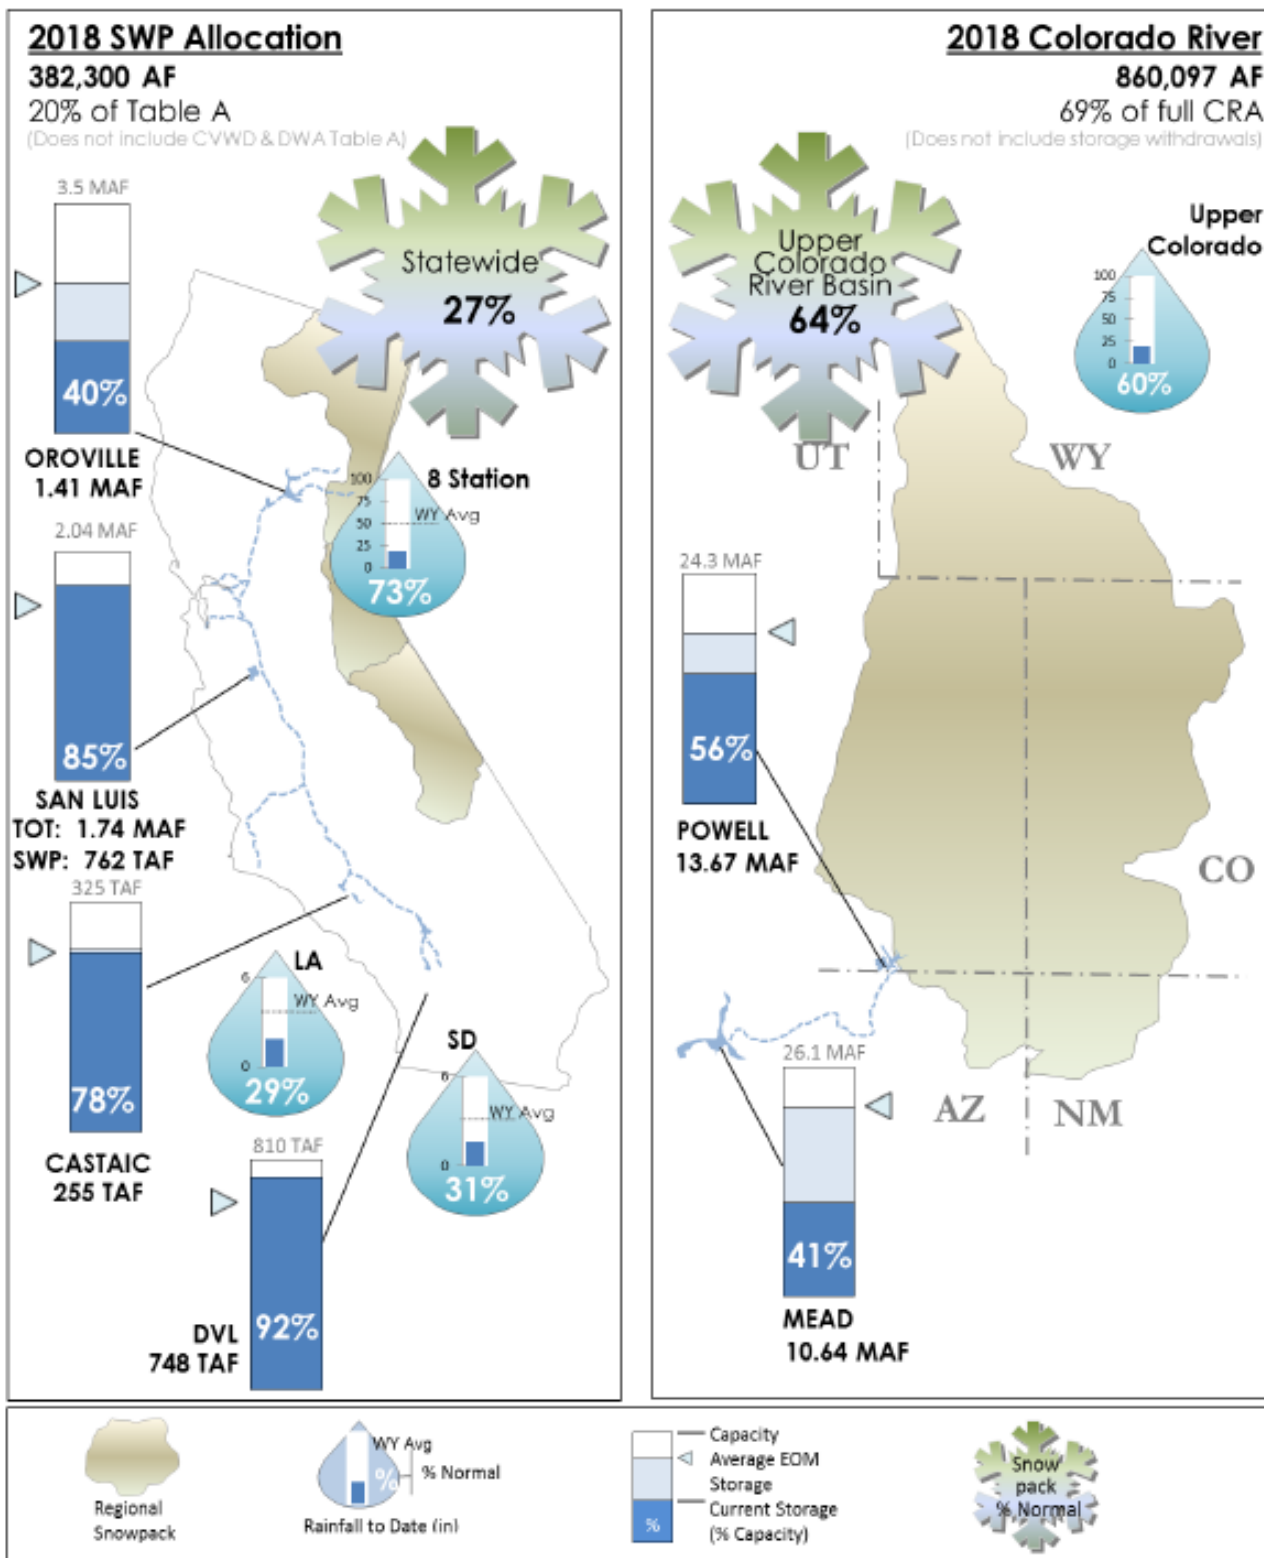 2018 SWP Allocation
382,300 AF
20% of Table A
(Does not include CVWD & DWA Table A)
3.5 MAF
Statewide
27%
40%
OROVILLE
1.41 MAF
8 Station
100
75
WY Avg
50
25
0
73%
2.04 MAF
85%
SAN LUIS
TOT: 1.74 MAF
SWP: 762 TAF
325 TAF
78%
CASTAIC
255 TAF
LA
6
WY Avg
0
29%
SD
6
WY Avg
0
31%
810 TAF
92%
DVL
748 TAF
2018 Colorado River
860,097 AF
69% of full CRA
(Does not include storage withdrawals)
Upper
Colorado
River Basin
64%
Upper
Colorado
100
75
50
25
0
60%
UT
WY
24.3 MAF
56%
POWELL
13.67 MAF
CO
26.1 MAF
AZ
NM
41%
MEAD
10.64 MAF
Regional
Snowpack
WY Avg
%
% Normal
Rainfall to Date (in)
Capacity
Average EOM
Storage
Current Storage
(% Capacity)
%
Snow
pack
% Normal